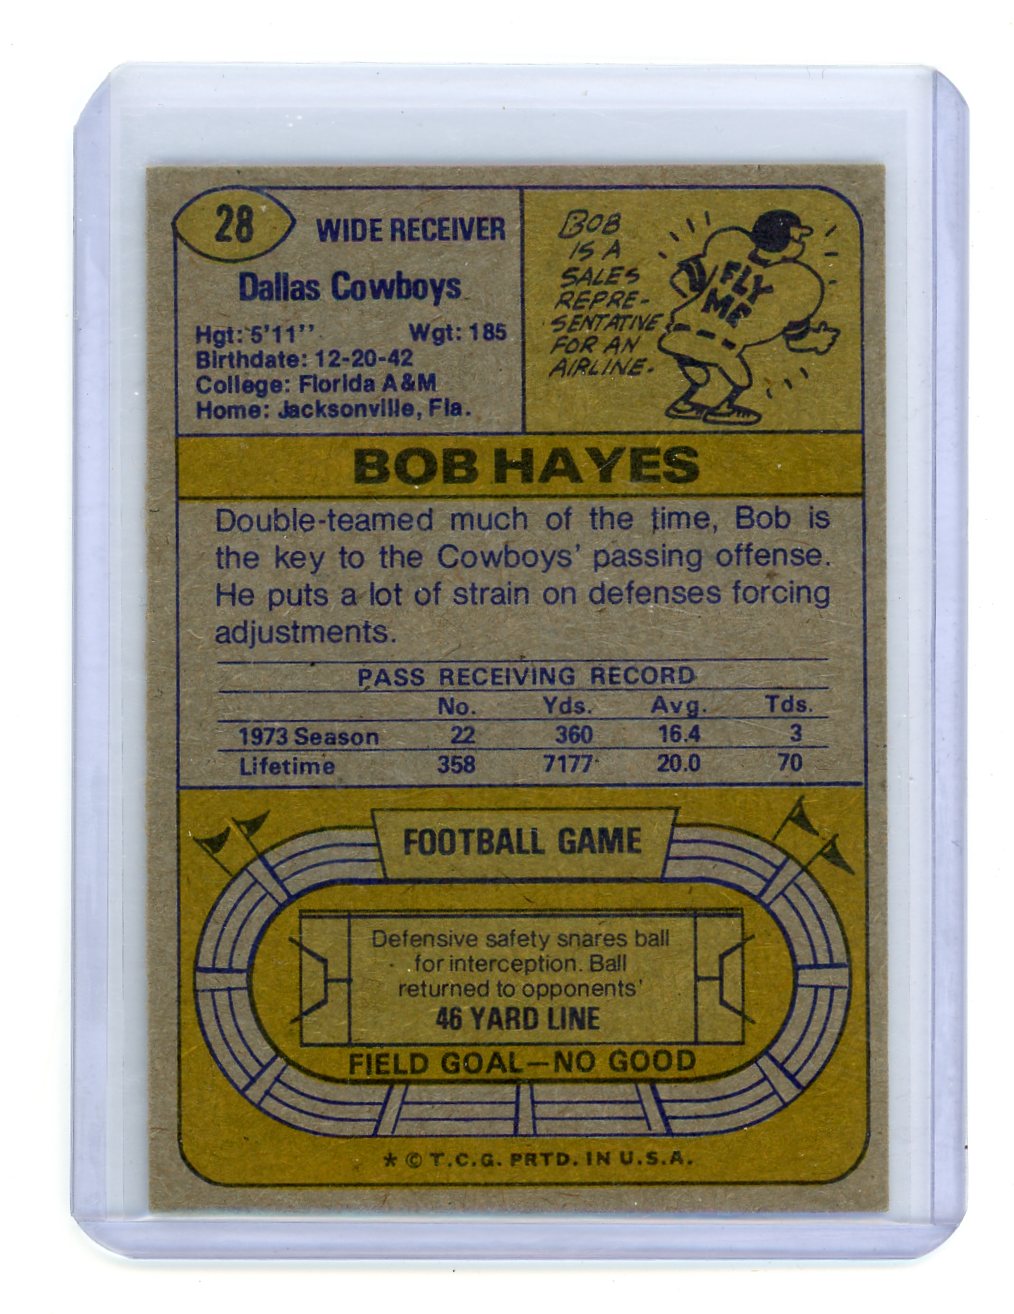 28
WIDE RECEIVER
Dallas Cowboys
Hgt: 5'11" Wgt: 185
Birthdate: 12-20-42
College: Florida A&M
Home: Jacksonville, Fla.
BOB
IS A
SALES
REPRE-
SENTATIVE
FOR AN
AIRLINE.
FLY
ME
BOB HAYES
Double-teamed much of the time, Bob is
the key to the Cowboys' passing offense.
He puts a lot of strain on defenses forcing
adjustments.
PASS RECEIVING RECORD
No. Yds. Avg. Tds.
1973 Season 22 360 16.4 3
Lifetime 358 7177 20.0 70
FOOTBALL GAME
Defensive safety snares ball
for interception. Ball
returned to opponents'
46 YARD LINE
FIELD GOAL—NO GOOD
* © T.C.G. PRTD. IN U.S.A.